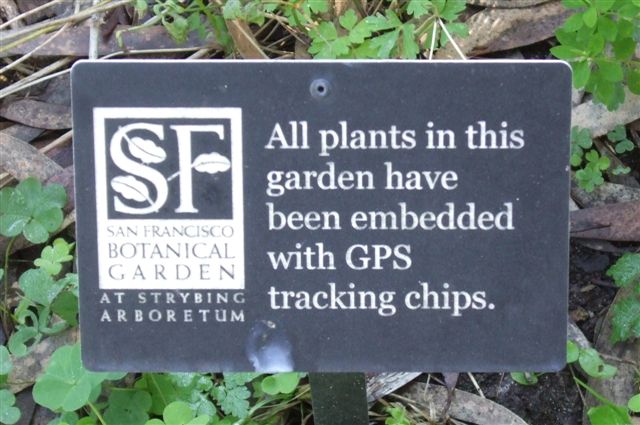 SF
SAN FRANCISCO
BOTANICAL
GARDEN
AT STRYBING
ARBORETUM
All plants in this
garden have
been embedded
with GPS
tracking chips.